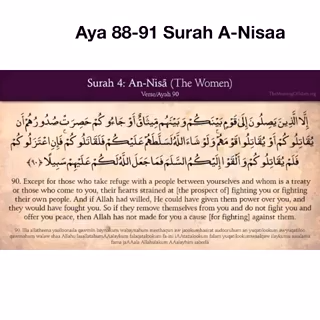 Aya 88-91 Surah A-Nisaa
Surah 4: An-Nisā (The Women)
Verse/Ayah 90
إِلَّا الَّذِينَ يَصِلُونَ إِلَىٰ قَوْمٍ بَيْنَكُمْ وَبَيْنَهُم مِّيثَاقٌ أَوْ جَاءُوكُمْ حَصِرَتْ صُدُورُهُمْ أَن
يُقَاتِلُوكُمْ أَوْ يُقَاتِلُوا قَوْمَهُمْ ۚ وَلَوْ شَاءَ اللَّهُ لَسَلَّطَهُمْ عَلَيْكُمْ فَلَقَاتَلُوكُمْ ۚ فَإِنِ اعْتَزَلُوكُمْ
فَلَمْ يُقَاتِلُوكُمْ وَأَلْقَوْا إِلَيْكُمُ السَّلَمَ فَمَا جَعَلَ اللَّهُ لَكُمْ عَلَيْهِمْ سَبِيلًا ﴿٩٠﴾
90. Except for those who take refuge with a people between yourselves and whom is a treaty
or those who come to you, their hearts strained at [the prospect of] fighting you or fighting
their own people. And if Allah had willed, He could have given them power over you, and
they would have fought you. So if they remove themselves from you and do not fight you and
offer you peace, then Allah has not made for you a cause [for fighting] against them.